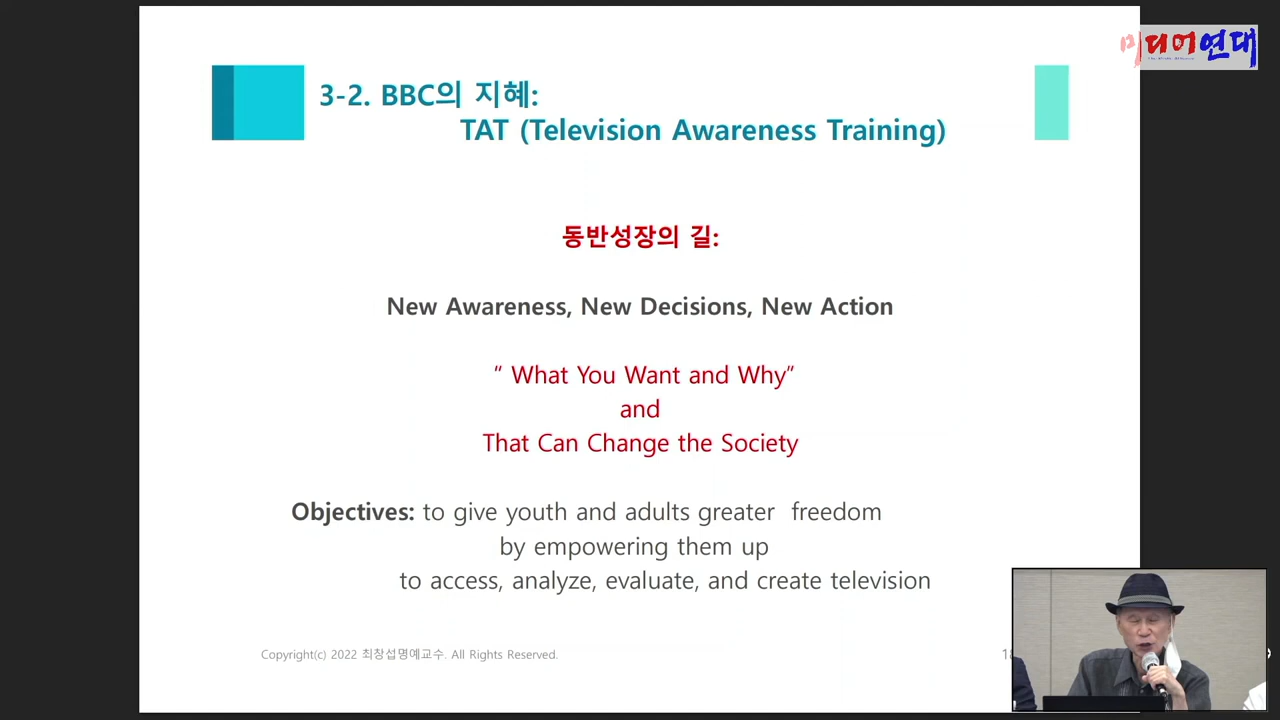 미디어연대
3-2. BBC의 지혜:
TAT (Television Awareness Training)
동반성장의 길:
New Awareness, New Decisions, New Action
“ What You Want and Why”
and
That Can Change the Society
Objectives: to give youth and adults greater freedom
by empowering them up
to access, analyze, evaluate, and create television
Copyright(c) 2022 최창섭명예교수. All Rights Reserved.